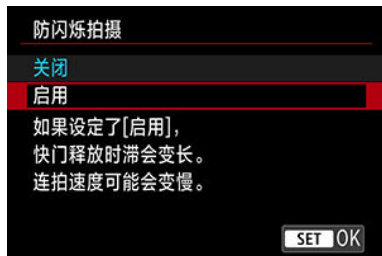 防闪烁拍摄
关闭
启用
如果设定了[启用]，
快门释放时滞会变长。
连拍速度可能会变慢。
SET OK